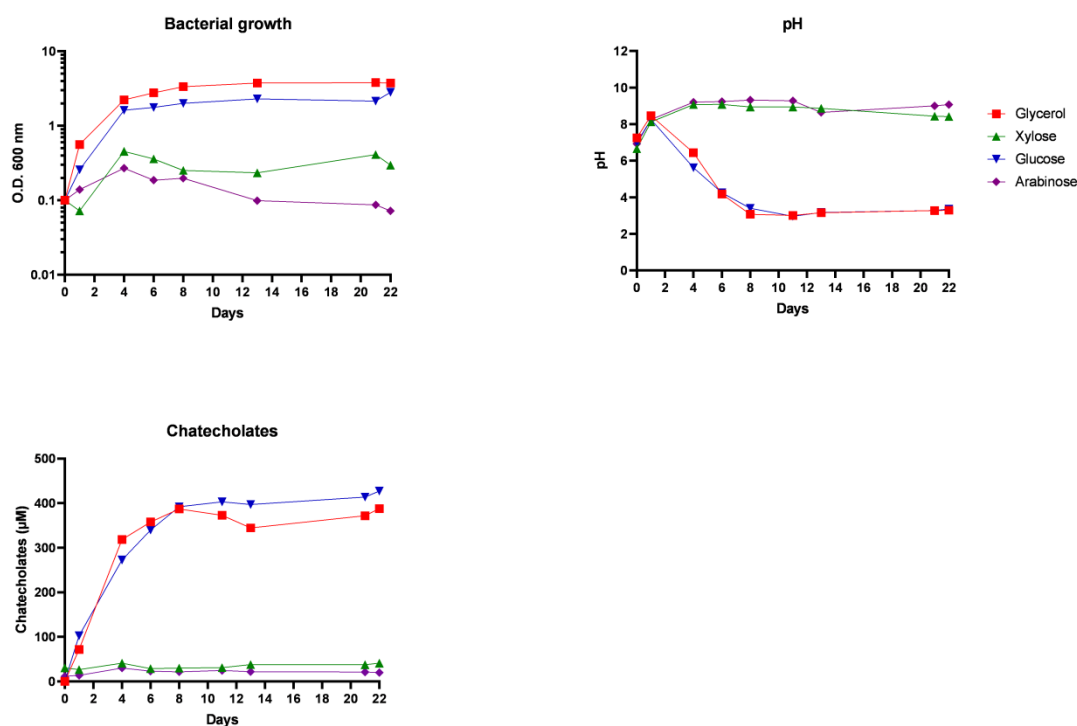 Bacterial growth
10
1
0.1
0.01
O.D. 600 nm
0 2 4 6 8 10 12 14 16 18 20 22
Days
pH
12
10
8
6
4
2
0
pH
0 2 4 6 8 10 12 14 16 18 20 22
Days
Glycerol
Xylose
Glucose
Arabinose
Chatecholates
500
400
300
200
100
0
Chatecholates (µM)
0 2 4 6 8 10 12 14 16 18 20 22
Days